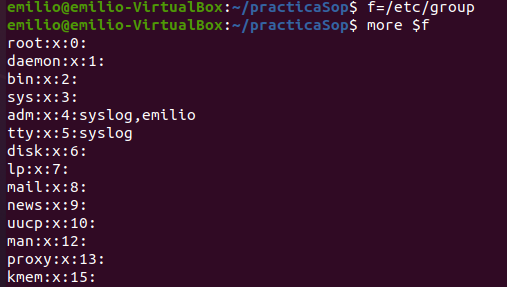 emilio@emilio-VirtualBox:~/practicaSop$ f=/etc/group
emilio@emilio-VirtualBox:~/practicaSop$ more $f
root:x:0:
daemon:x:1:
bin:x:2:
sys:x:3:
adm:x:4:syslog,emilio
tty:x:5:syslog
disk:x:6:
lp:x:7:
mail:x:8:
news:x:9:
uucp:x:10:
man:x:12:
proxy:x:13:
kmem:x:15: